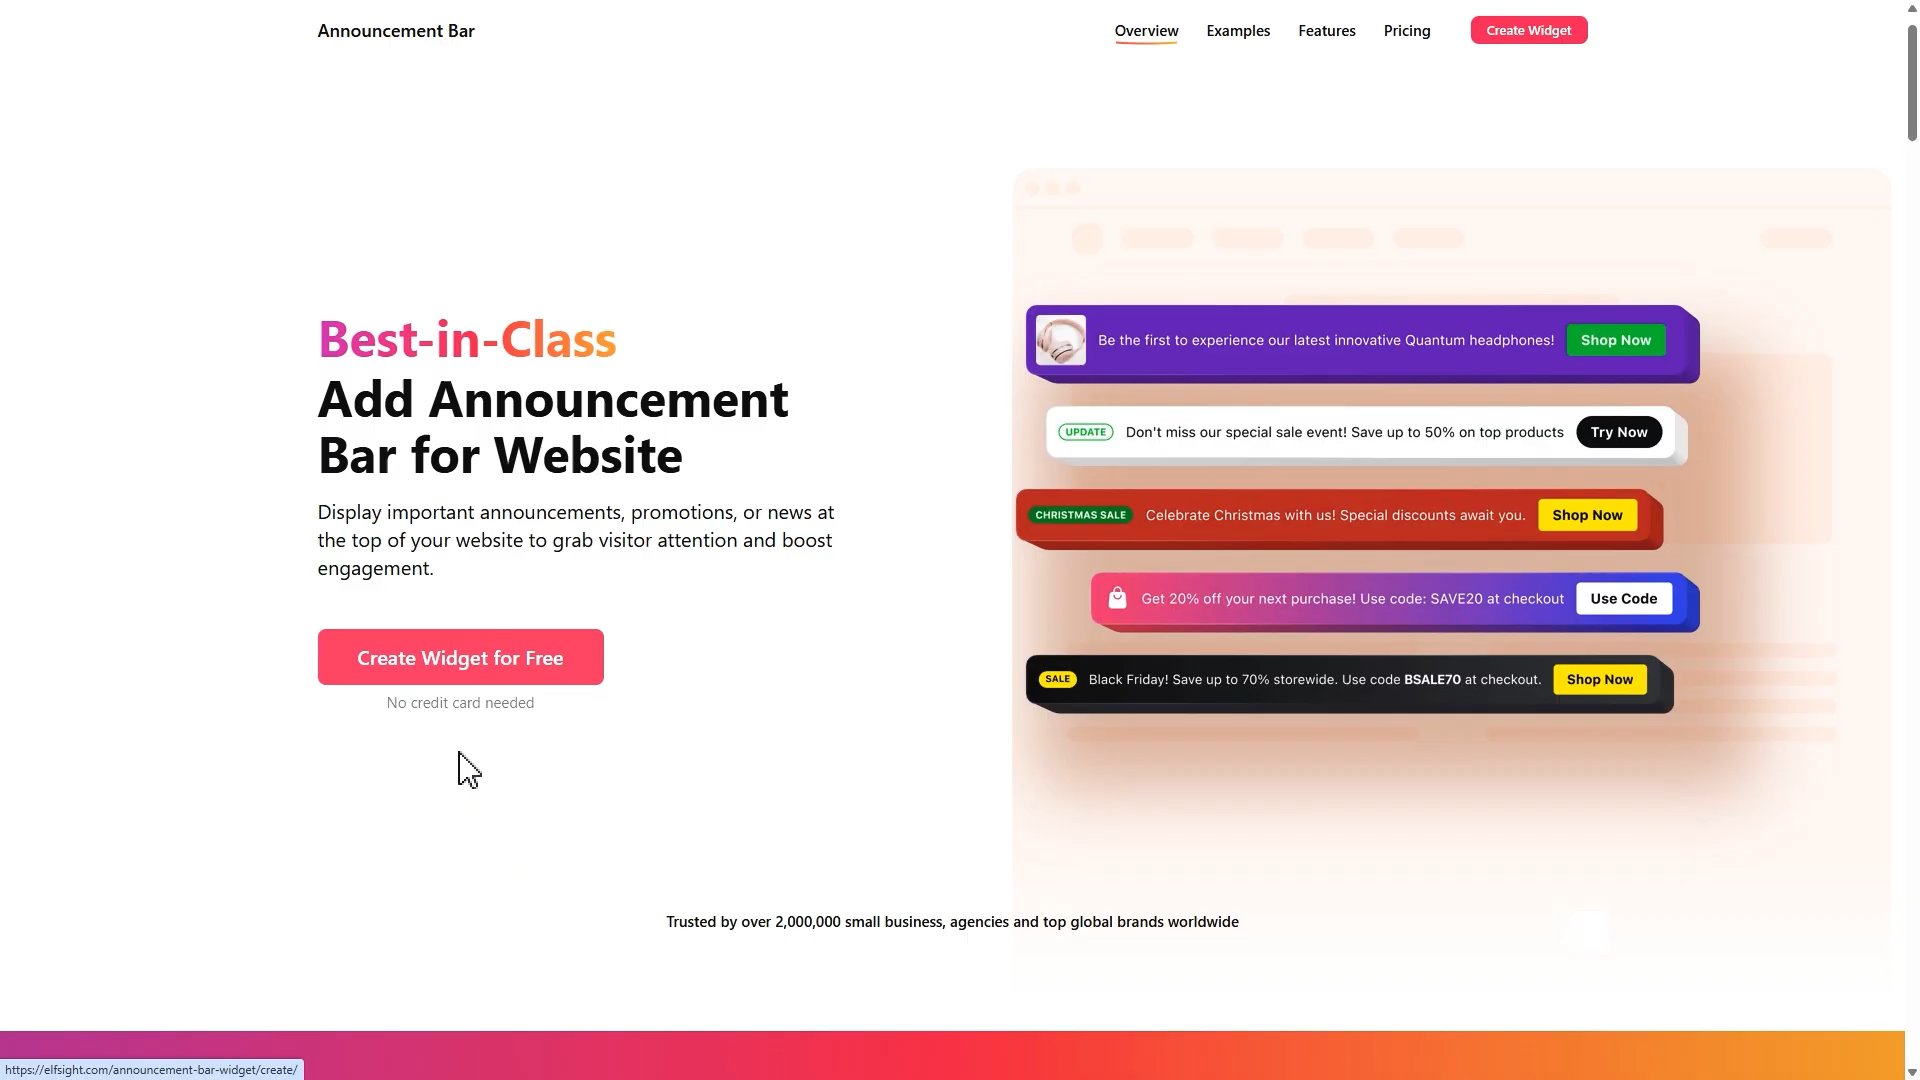 Announcement Bar
Overview
Examples
Features
Pricing
Create Widget
Best-in-Class
Add Announcement
Bar for Website
Display important announcements, promotions, or news at
the top of your website to grab visitor attention and boost
engagement.
Create Widget for Free
No credit card needed
Be the first to experience our latest innovative Quantum headphones!
Shop Now
UPDATE
Don't miss our special sale event! Save up to 50% on top products
Try Now
CHRISTMAS SALE
Celebrate Christmas with us! Special discounts await you.
Shop Now
Get 20% off your next purchase! Use code: SAVE20 at checkout
Use Code
SALE
Black Friday! Save up to 70% storewide. Use code BSALE70 at checkout.
Shop Now
Trusted by over 2,000,000 small business, agencies and top global brands worldwide
https://elfsight.com/announcement-bar-widget/create/